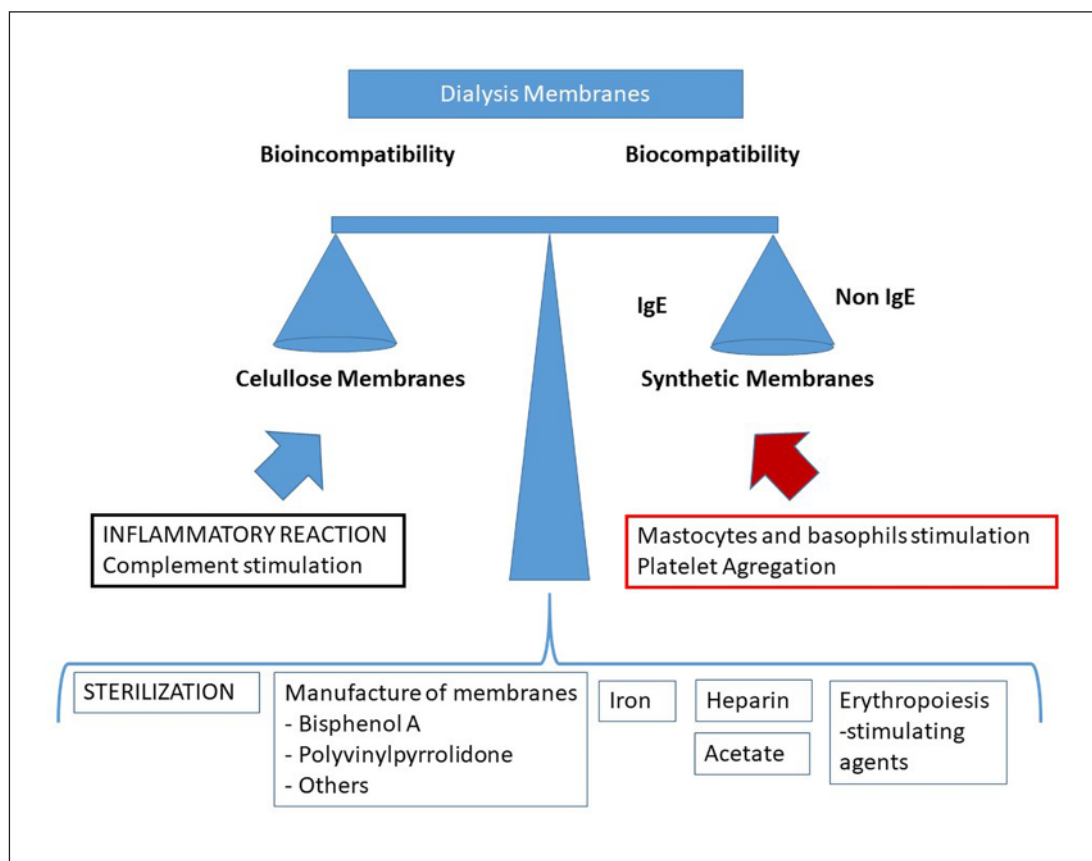 Dialysis Membranes
Bioincompatibility
Biocompatibility
IgE
Non IgE
Celullose Membranes
Synthetic Membranes
INFLAMMATORY REACTION
Complement stimulation
Mastocytes and basophils stimulation
Platelet Agregation
STERILIZATION
Manufacture of membranes
- Bisphenol A
- Polyvinylpyrrolidone
- Others
Iron
Heparin
Acetate
Erythropoiesis
-stimulating
agents